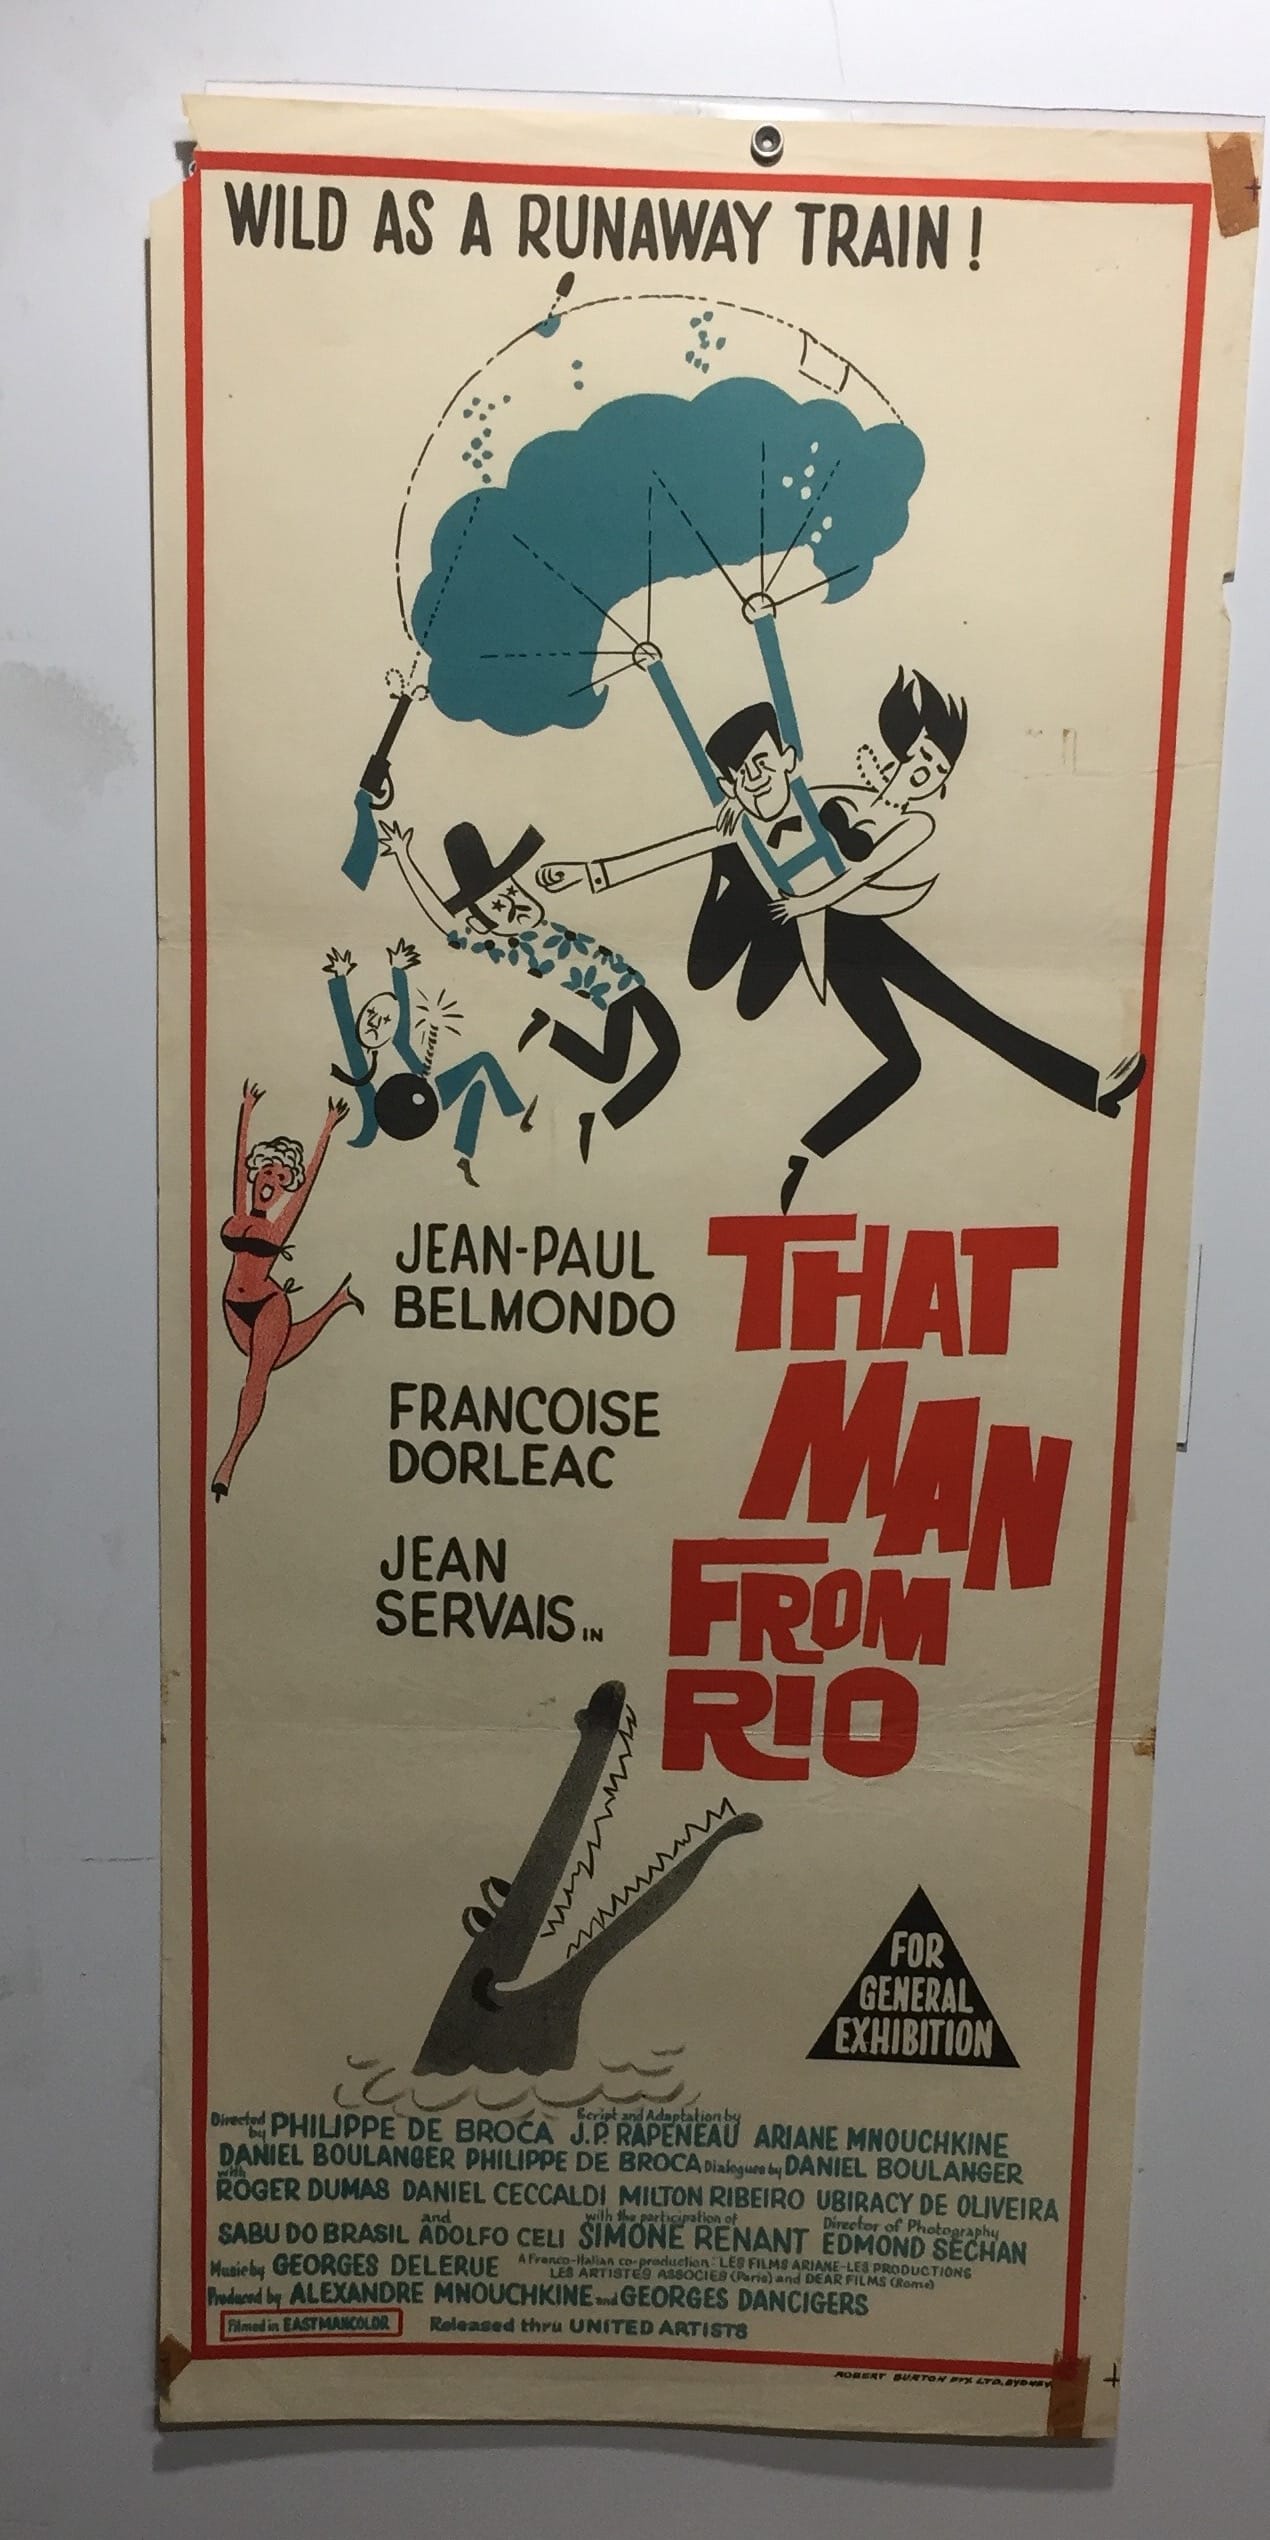 WILD AS A RUNAWAY TRAIN!
JEAN-PAUL
BELMONDO
FRANCOISE
DORLEAC
JEAN
SERVAIS IN
THAT
MAN
FROM
RIO
FOR
GENERAL
EXHIBITION
Directed by PHILIPPE DE BROCA Script and Adaptation by J.P. RAPENEAU ARIANE MNOUCHKINE
DANIEL BOULANGER PHILIPPE DE BROCA Dialogues by DANIEL BOULANGER
with ROGER DUMAS DANIEL CECCALDI MILTON RIBEIRO UBIRACY DE OLIVEIRA
SABU DO BRASIL and ADOLFO CELI with the participation of SIMONE RENANT Director of Photography EDMOND SECHAN
Music by GEORGES DELERUE A Franco-Italian co-production: LES FILMS ARIANE-LES PRODUCTIONS
LES ARTISTES ASSOCIES (Paris) and DEAR FILMS (Rome)
Produced by ALEXANDRE MNOUCHKINE and GEORGES DANCIGERS
Filmed in EASTMANCOLOR Released thru UNITED ARTISTS
ROBERT BURTON PTY. LTD. SYDNEY